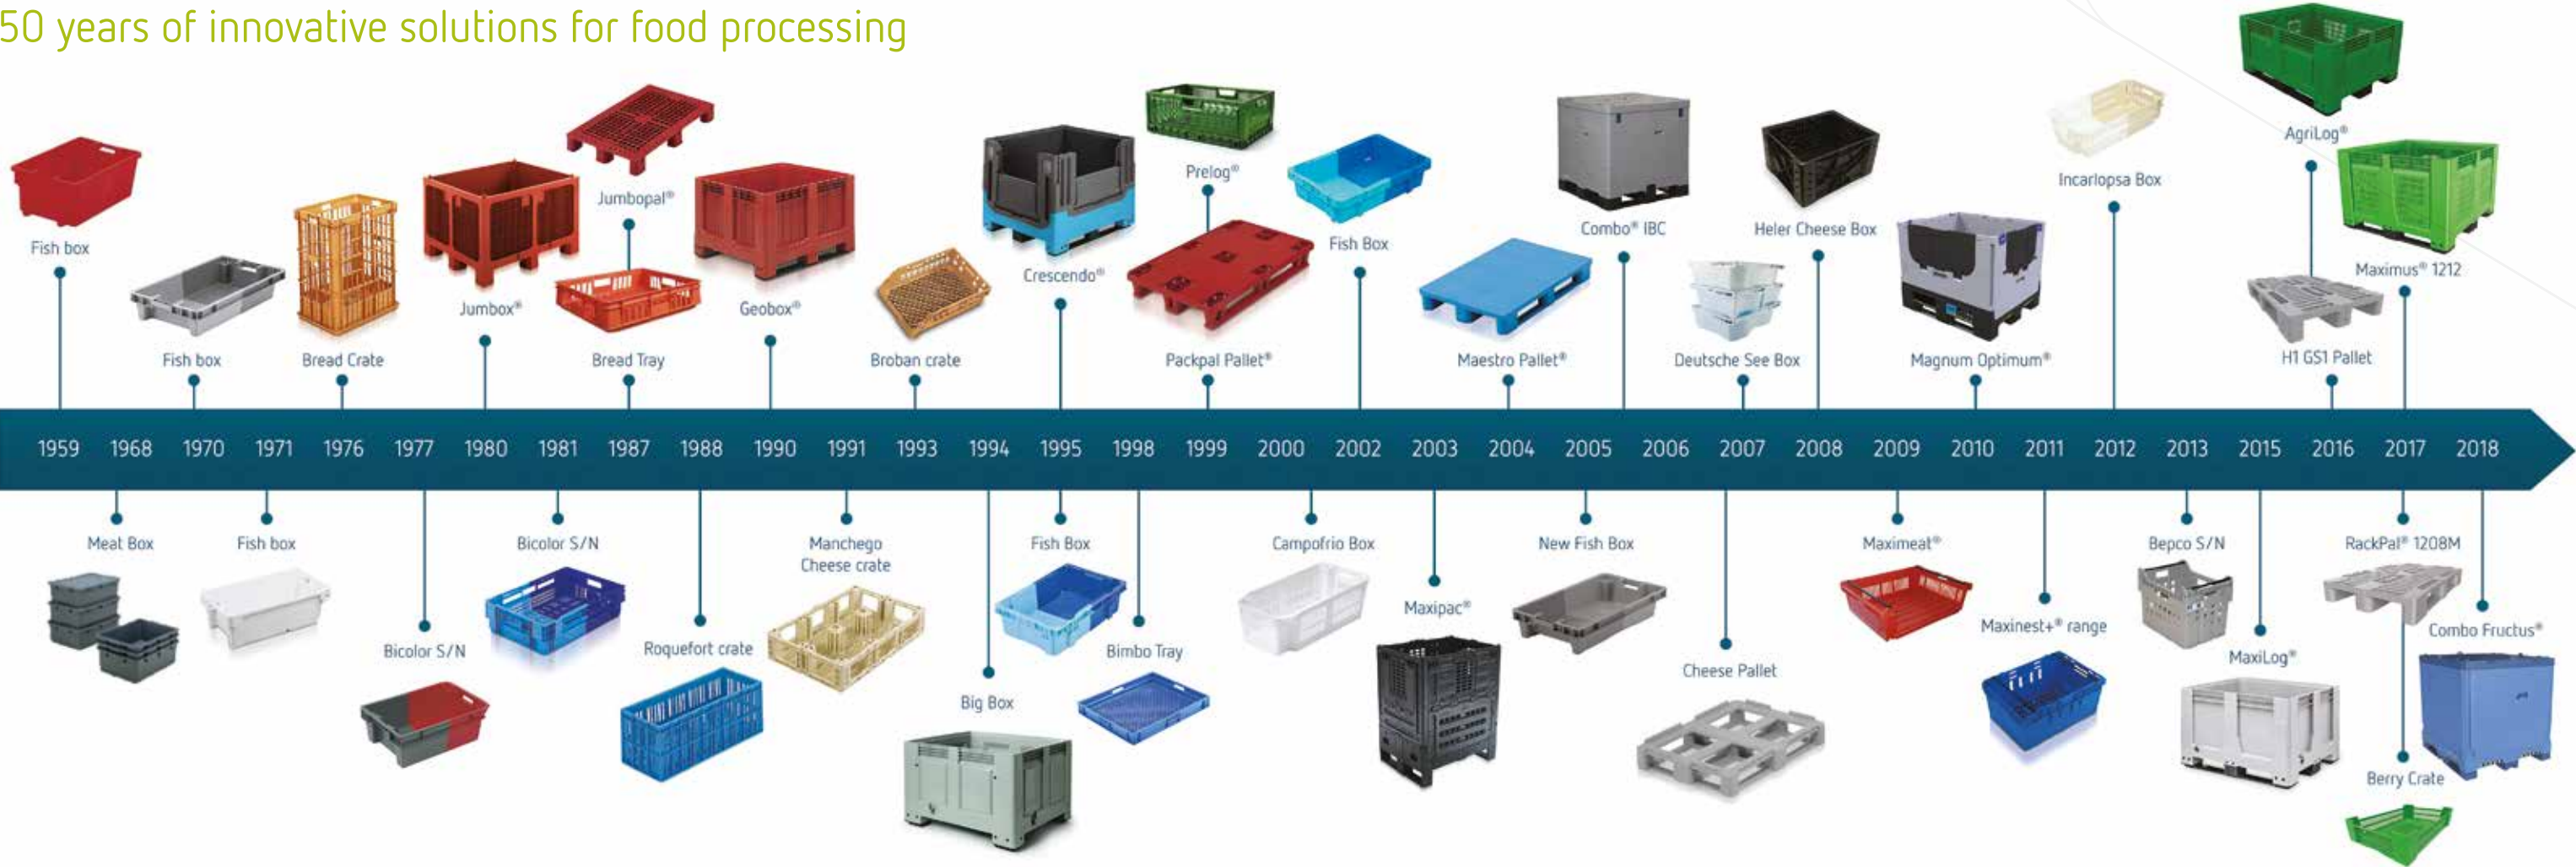 50 years of innovative solutions for food processing
AgriLog®
Prelog®
Incarlopsa Box
Jumbopal®
Combo® IBC
Heler Cheese Box
Fish box
Fish Box
Crescendo®
Maximus® 1212
Jumbox®
Geobox®
Fish box
Bread Crate
Bread Tray
Broban crate
Packpal Pallet®
Maestro Pallet®
Deutsche See Box
Magnum Optimum®
H1 GS1 Pallet
1959 1968 1970 1971 1976 1977 1980 1981 1987 1988 1990 1991 1993 1994 1995 1998 1999 2000 2002 2003 2004 2005 2006 2007 2008 2009 2010 2011 2012 2013 2015 2016 2017 2018
Meat Box
Fish box
Bicolor S/N
Manchego
Cheese crate
Fish Box
Campofrio Box
New Fish Box
Maximeat®
Bepco S/N
RackPal® 1208M
Maxipac®
Maxinest+® range
Combo Fructus®
Bicolor S/N
Roquefort crate
Bimbo Tray
MaxiLog®
Cheese Pallet
Big Box
Berry Crate